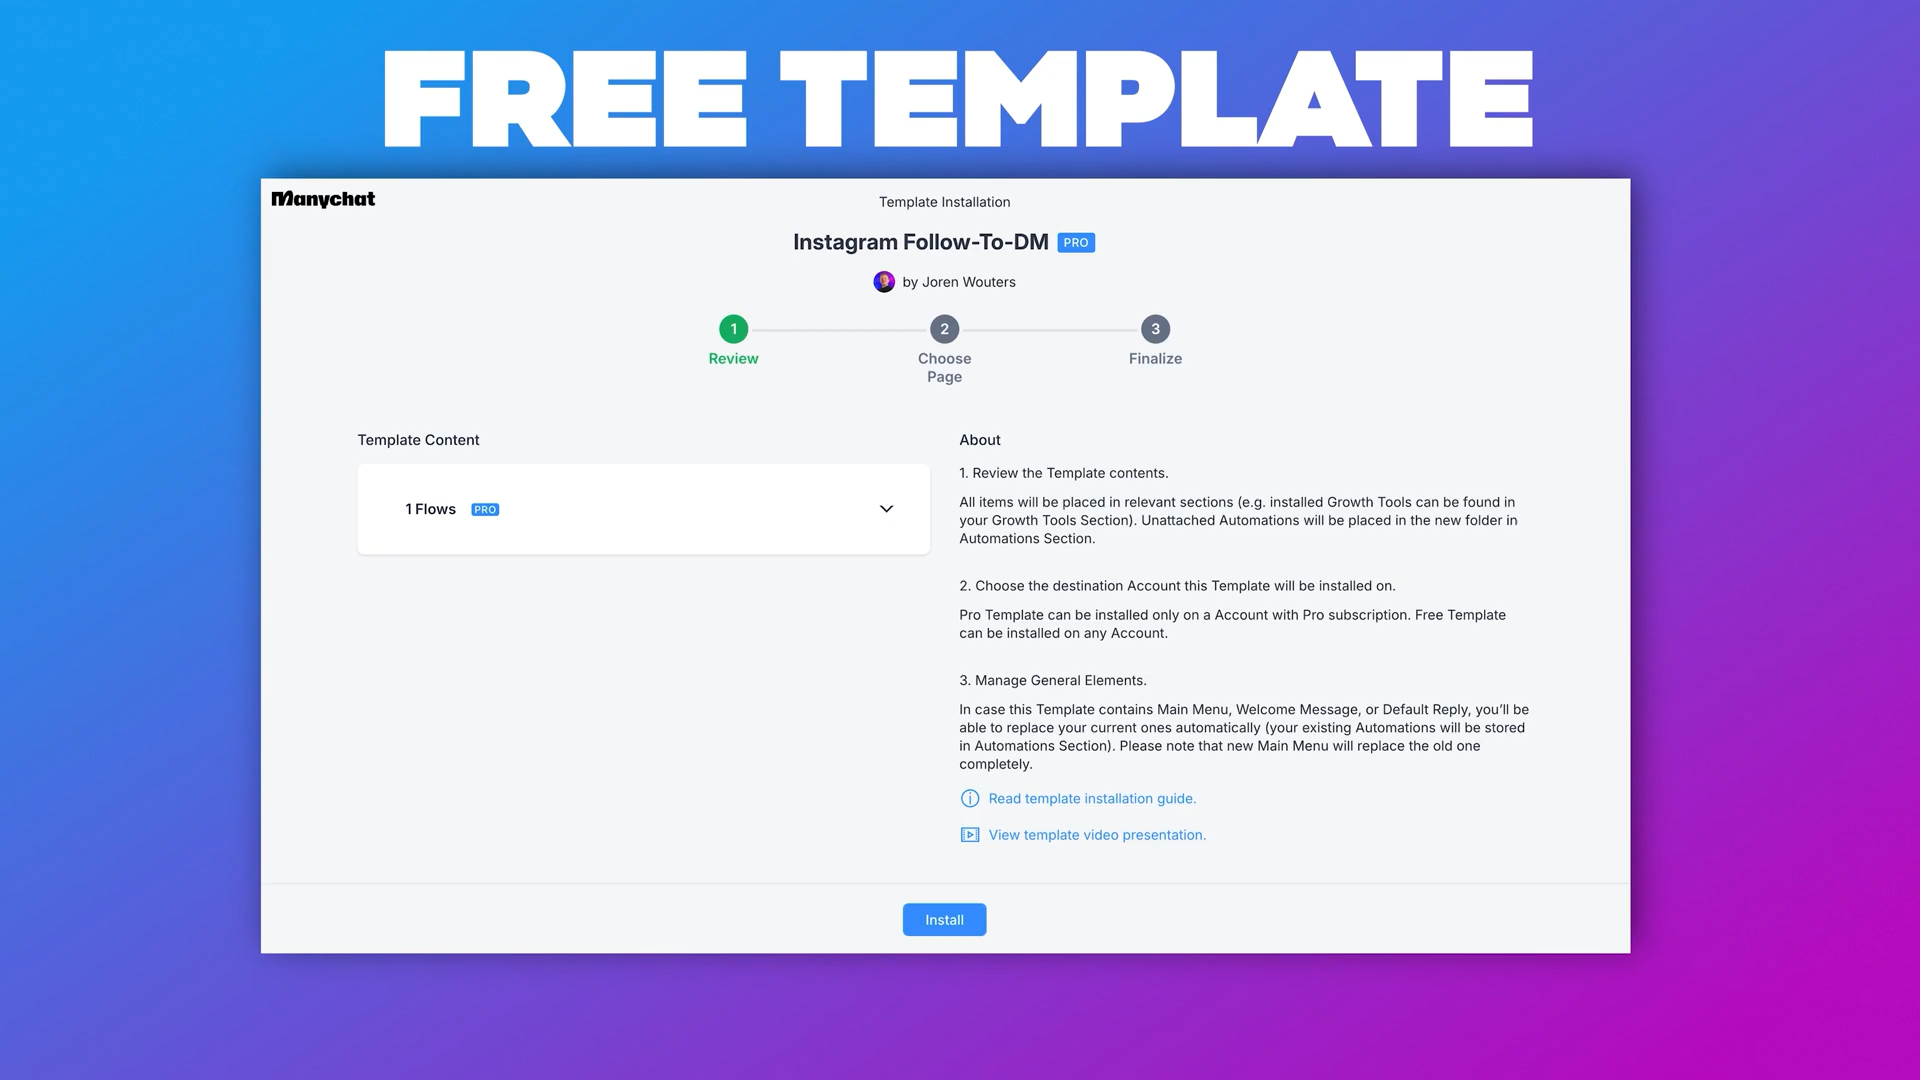 FREE TEMPLATE
Manychat
Template Installation
Instagram Follow-To-DM PRO
by Joren Wouters
1
2
3
Review
Choose
Page
Finalize
Template Content
1 Flows PRO
About
1. Review the Template contents.
All items will be placed in relevant sections (e.g. installed Growth Tools can be found in
your Growth Tools Section). Unattached Automations will be placed in the new folder in
Automations Section.
2. Choose the destination Account this Template will be installed on.
Pro Template can be installed only on a Account with Pro subscription. Free Template
can be installed on any Account.
3. Manage General Elements.
In case this Template contains Main Menu, Welcome Message, or Default Reply, you’ll be
able to replace your current ones automatically (your existing Automations will be stored
in Automations Section). Please note that new Main Menu will replace the old one
completely.
Read template installation guide.
View template video presentation.
Install